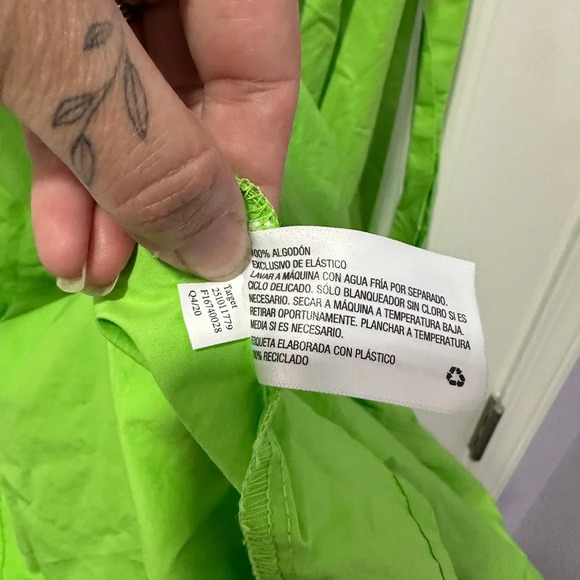 100% ALGODÓN
EXCLUSIVO DE ELÁSTICO
LAVAR A MÁQUINA CON AGUA FRÍA POR SEPARADO.
CICLO DELICADO. SÓLO BLANQUEADOR SIN CLORO SI ES
NECESARIO. SECAR A MÁQUINA A TEMPERATURA BAJA.
RETIRAR OPORTUNAMENTE. PLANCHAR A TEMPERATURA
MEDIA SI ES NECESARIO.
ETIQUETA ELABORADA CON PLÁSTICO
100% RECICLADO
Target
251011779
F16740028
Q4/20